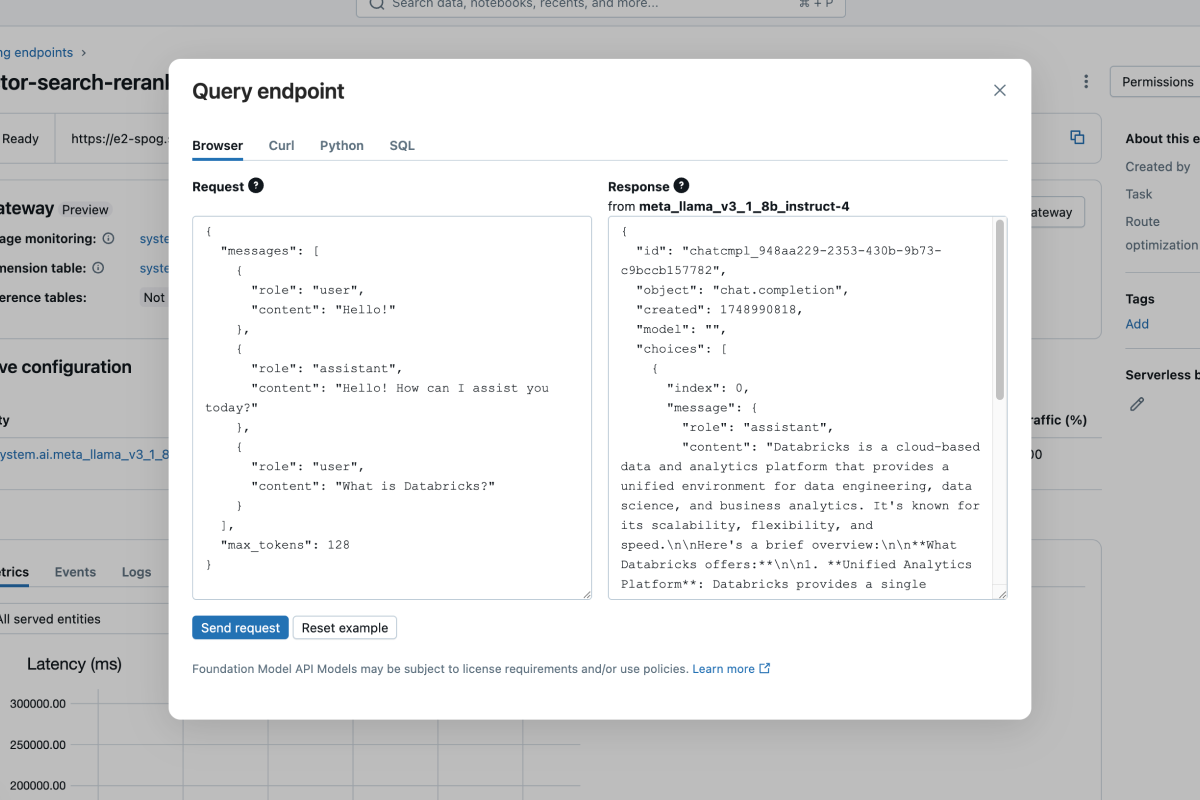 Search data, notebooks, recents, and more...
⌘ + P
ng endpoints >
tor-search-rerank
Permissions
Ready
https://e2-spog.
ateway Preview
age monitoring:
syste
mension table:
syste
erence tables:
Not
ve configuration
ty
ystem.ai.meta_llama_v3_1_8
etrics
Events
Logs
All served entities
Latency (ms)
300000.00
250000.00
200000.00
Query endpoint
Browser
Curl
Python
SQL
Request ?
{
"messages": [
{
"role": "user",
"content": "Hello!"
},
{
"role": "assistant",
"content": "Hello! How can I assist you
today?"
},
{
"role": "user",
"content": "What is Databricks?"
}
],
"max_tokens": 128
}
Response ?
from meta_llama_v3_1_8b_instruct-4
{
"id": "chatcmpl_948aa229-2353-430b-9b73-
c9bccb157782",
"object": "chat.completion",
"created": 1748990818,
"model": "",
"choices": [
{
"index": 0,
"message": {
"role": "assistant",
"content": "Databricks is a cloud-based
data and analytics platform that provides a
unified environment for data engineering, data
science, and business analytics. It's known for
its scalability, flexibility, and
speed.\n\nHere's a brief overview:\n\n**What
Databricks offers:**\n\n1. **Unified Analytics
Platform**: Databricks provides a single
Send request
Reset example
Foundation Model API Models may be subject to license requirements and/or use policies. Learn more
ateway
raffic (%)
00
About this e
Created by
Task
Route
optimization
Tags
Add
Serverless b